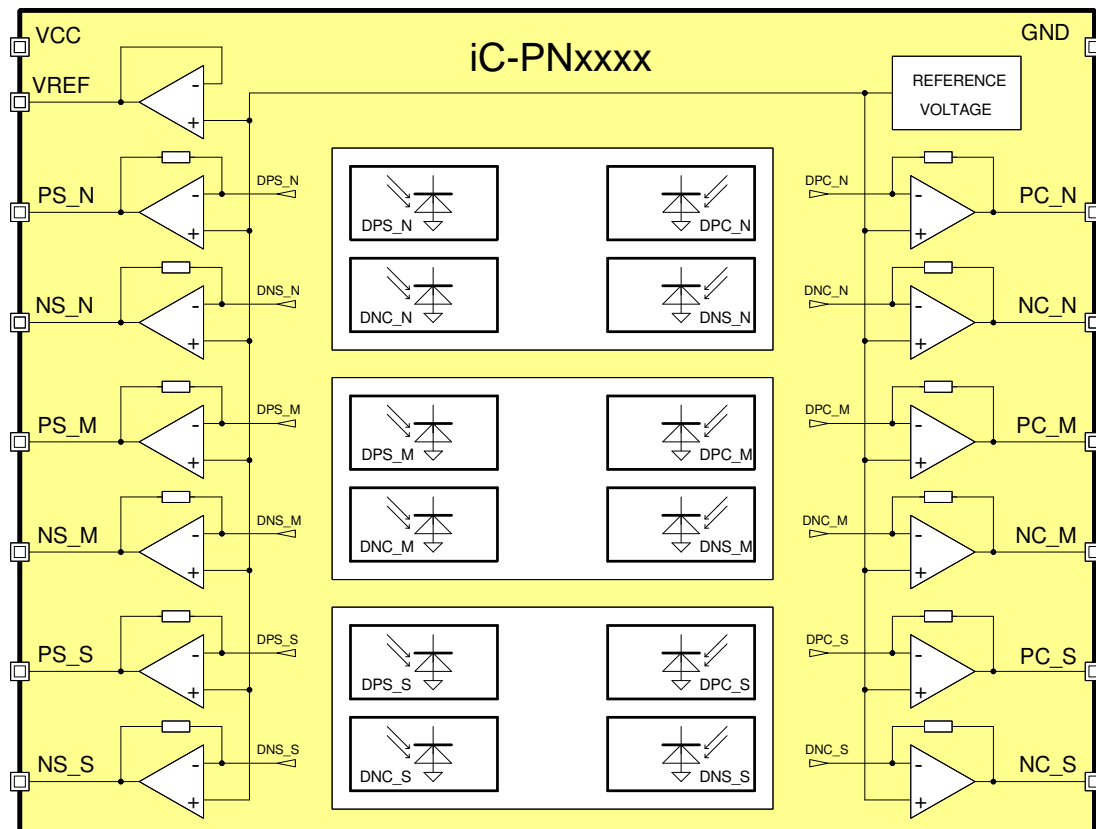 VCC
iC-PNxxxx
GND
VREF
REFERENCE
VOLTAGE
-
+
DPS_N
DPS_N
DPC_N
DPC_N
PS_N
-
+
-
+
PC_N
DNS_N
DNC_N
DNS_N
DNC_N
NS_N
-
+
-
+
NC_N
DPS_M
DPS_M
DPC_M
DPC_M
PS_M
-
+
-
+
PC_M
DNS_M
DNC_M
DNS_M
DNC_M
NS_M
-
+
-
+
NC_M
DPS_S
DPS_S
DPC_S
DPC_S
PS_S
-
+
-
+
PC_S
DNS_S
DNC_S
DNS_S
DNC_S
NS_S
-
+
-
+
NC_S